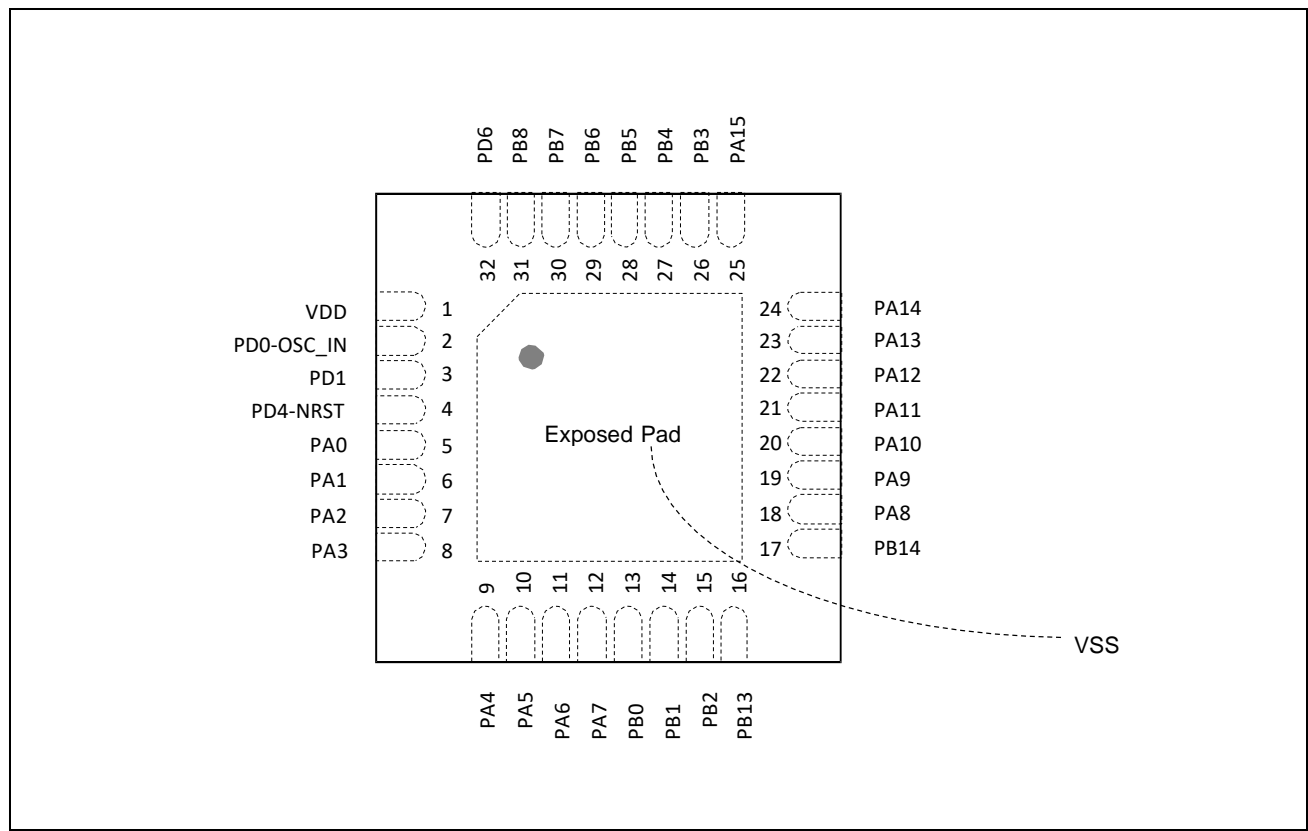 PD6 PB8 PB7 PB6 PB5 PB4 PB3 PA15
32 31 30 29 28 27 26 25
VDD 1 24 PA14
PD0-OSC_IN 2 23 PA13
PD1 3 22 PA12
PD4-NRST 4 21 PA11
PA0 5 20 PA10
Exposed Pad
PA1 6 19 PA9
PA2 7 18 PA8
PA3 8 17 PB14
9 10 11 12 13 14 15 16
VSS
PA4 PA5 PA6 PA7 PB0 PB1 PB2 PB13